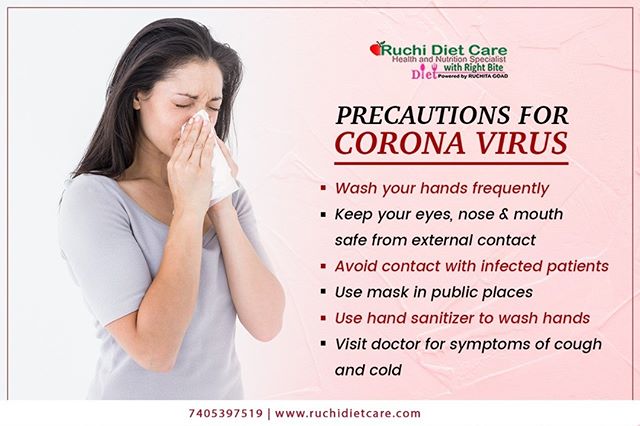 Ruchi Diet Care
Health and Nutrition Specialist
Diet with Right Bite
Powered by RUCHITA GOAD
PRECAUTIONS FOR
CORONA VIRUS
Wash your hands frequently
Keep your eyes, nose & mouth
safe from external contact
Avoid contact with infected patients
Use mask in public places
Use hand sanitizer to wash hands
Visit doctor for symptoms of cough
and cold
7405397519 | www.ruchidietcare.com